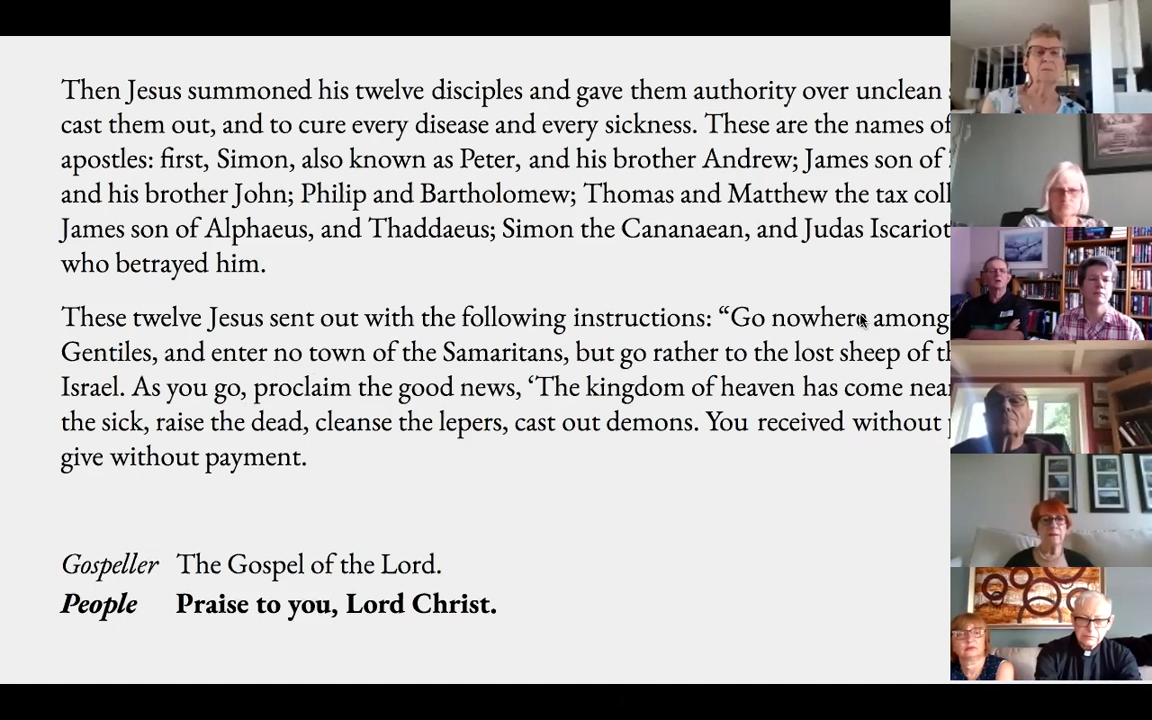 Then Jesus summoned his twelve disciples and gave them authority over unclean
cast them out, and to cure every disease and every sickness. These are the names of
apostles: first, Simon, also known as Peter, and his brother Andrew; James son of
and his brother John; Philip and Bartholomew; Thomas and Matthew the tax coll
James son of Alphaeus, and Thaddaeus; Simon the Cananaean, and Judas Iscariot
who betrayed him.
These twelve Jesus sent out with the following instructions: “Go nowhere among
Gentiles, and enter no town of the Samaritans, but go rather to the lost sheep of th
Israel. As you go, proclaim the good news, ‘The kingdom of heaven has come near
the sick, raise the dead, cleanse the lepers, cast out demons. You received without
give without payment.
Gospeller The Gospel of the Lord.
People Praise to you, Lord Christ.